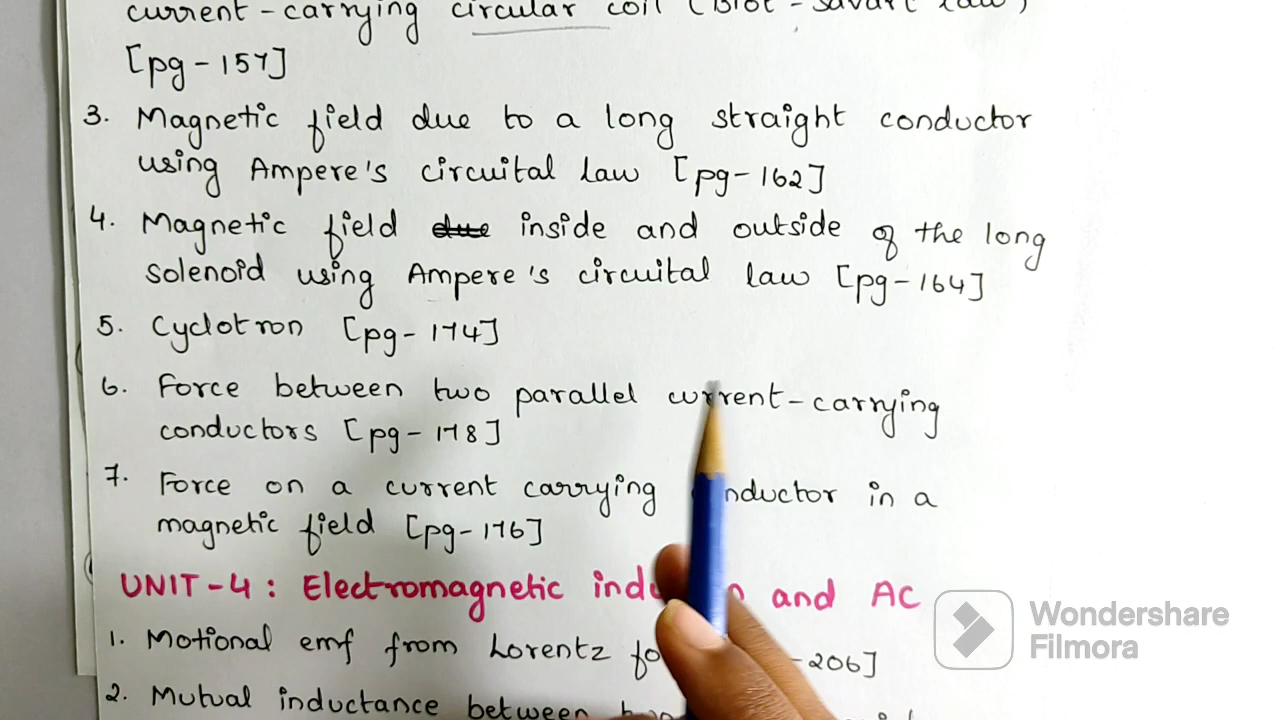 current-carrying circular coil (Biot-Savart law)
[pg-157]
3. Magnetic field due to a long straight conductor
using Ampere's circuital law [pg-162]
4. Magnetic field due inside and outside of the long
solenoid using Ampere's circuital law [pg-164]
5. Cyclotron [pg-174]
6. Force between two parallel current-carrying
conductors [pg-178]
7. Force on a current carrying conductor in a
magnetic field [pg-176]
UNIT-4: Electromagnetic induction and AC
1. Motional emf from Lorentz -206]
2. Mutual inductance between
Wondershare
Filmora